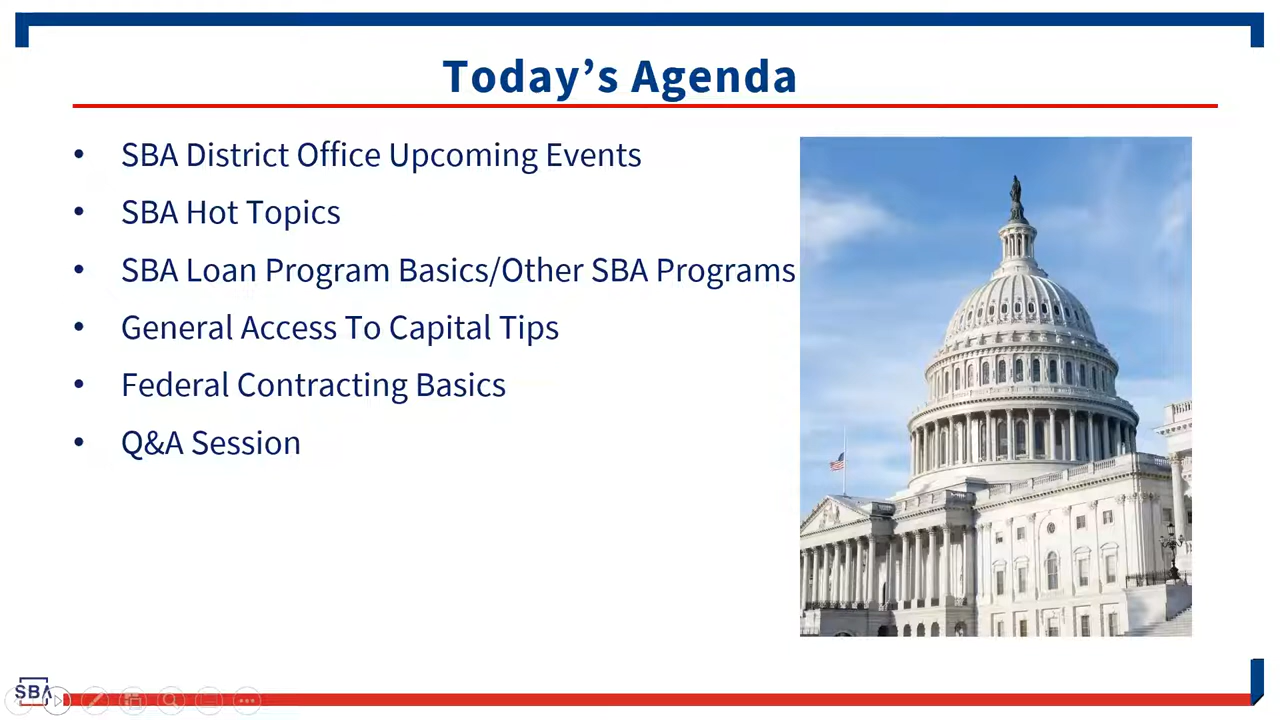 Today’s Agenda
• SBA District Office Upcoming Events
• SBA Hot Topics
• SBA Loan Program Basics/Other SBA Programs
• General Access To Capital Tips
• Federal Contracting Basics
• Q&A Session
SBA